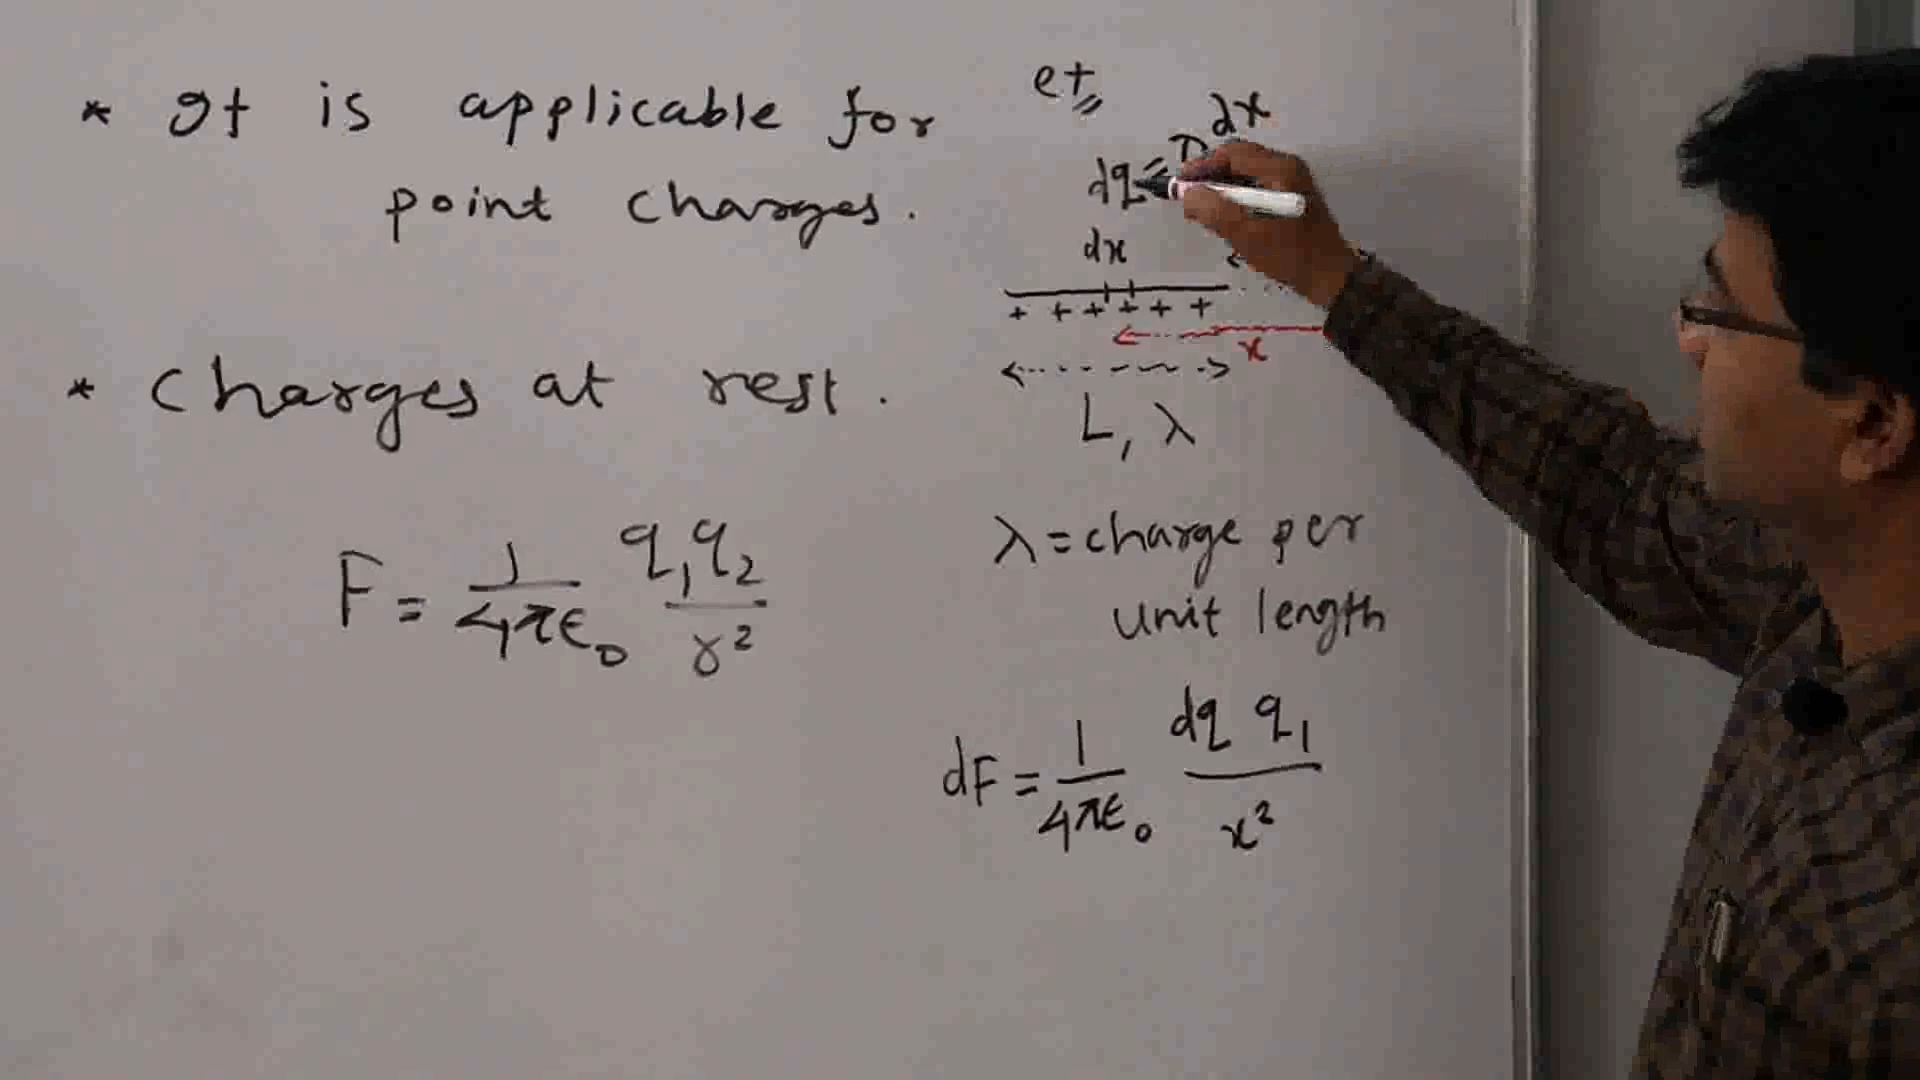 * It is applicable for
point charges.
* Charges at rest.
F = 1/4πε₀ q₁q₂/r²
et
dq = dx
dx
+ + + + + +
x
L, λ
λ = charge per
unit length
dF = 1/4πε₀ dq q₁/x²